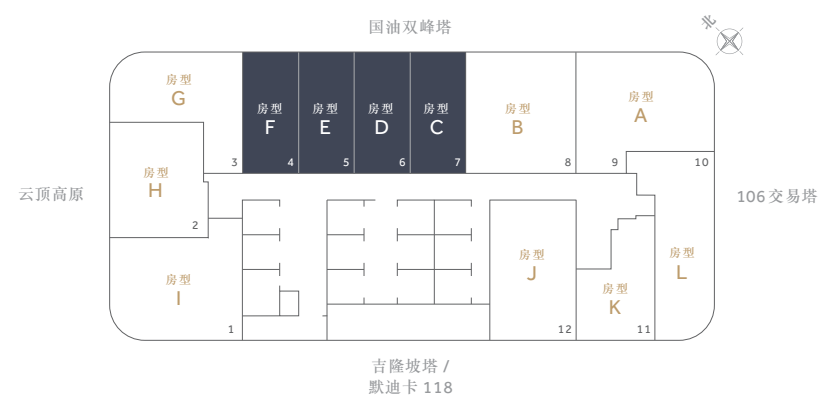 国油双峰塔
北
房型
G
3
房型
F
4
房型
E
5
房型
D
6
房型
C
7
房型
B
8
房型
A
9
10
云顶高原
房型
H
2
106交易塔
房型
I
1
房型
J
12
房型
K
11
房型
L
吉隆坡塔 /
默迪卡 118